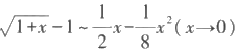 √1+x − 1 ~ 1/2 x − 1/8 x² ( x→0 )